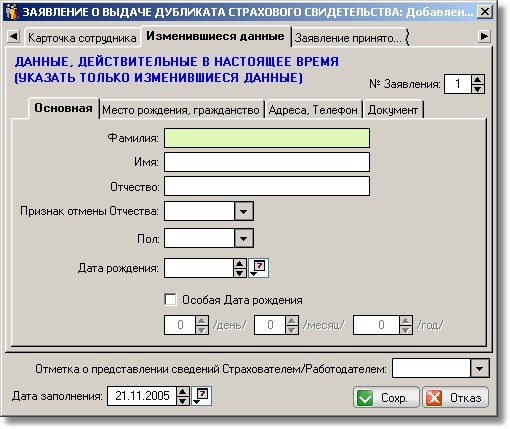 ЗАЯВЛЕНИЕ О ВЫДАЧЕ ДУБЛИКАТА СТРАХОВОГО СВИДЕТЕЛЬСТВА: Добавлен...
Карточка сотрудника Изменившиеся данные Заявление принято...
ДАННЫЕ, ДЕЙСТВИТЕЛЬНЫЕ В НАСТОЯЩЕЕ ВРЕМЯ
(УКАЗАТЬ ТОЛЬКО ИЗМЕНИВШИЕСЯ ДАННЫЕ)
№ Заявления: 1
Основная Место рождения, гражданство Адреса, Телефон Документ
Фамилия:
Имя:
Отчество:
Признак отмены Отчества:
Пол:
Дата рождения:
Особая Дата рождения
0 /день/ 0 /месяц/ 0 /год/
Отметка о представлении сведений Страхователем/Работодателем:
Дата заполнения: 21.11.2005 Сохр. Отказ